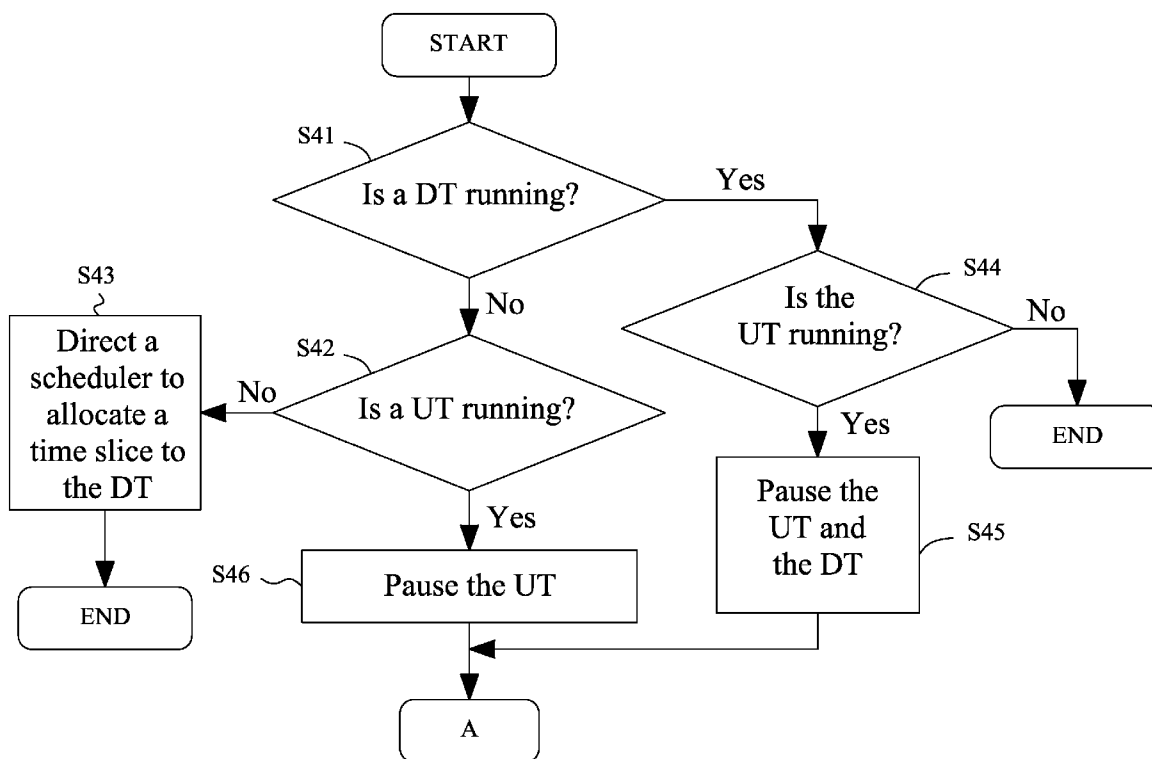 START
S41
Is a DT running?
Yes
No
S44
Is the
UT running?
No
END
Yes
S43
Direct a
scheduler to
allocate a
time slice to
the DT
END
S42
No
Is a UT running?
Yes
S46
Pause the UT
Pause the
UT and
the DT
S45
A